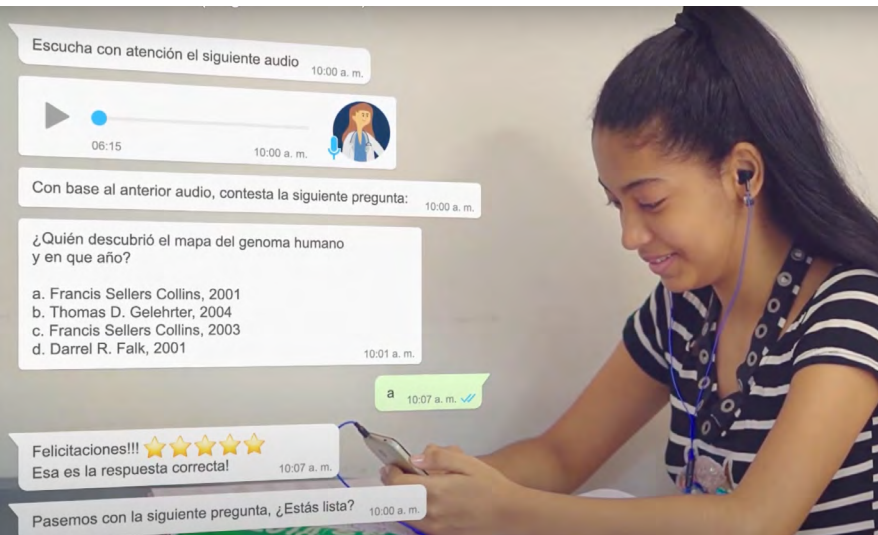 Escucha con atención el siguiente audio
10:00 a. m.
06:15
10:00 a. m.
Con base al anterior audio, contesta la siguiente pregunta:
10:00 a. m.
¿Quién descubrió el mapa del genoma humano
y en que año?
a. Francis Sellers Collins, 2001
b. Thomas D. Gelehrter, 2004
c. Francis Sellers Collins, 2003
d. Darrel R. Falk, 2001
10:01 a. m.
a
10:07 a. m.
Felicitaciones!!!
Esa es la respuesta correcta!
10:07 a. m.
Pasemos con la siguiente pregunta, ¿Estás lista?
10:00 a. m.